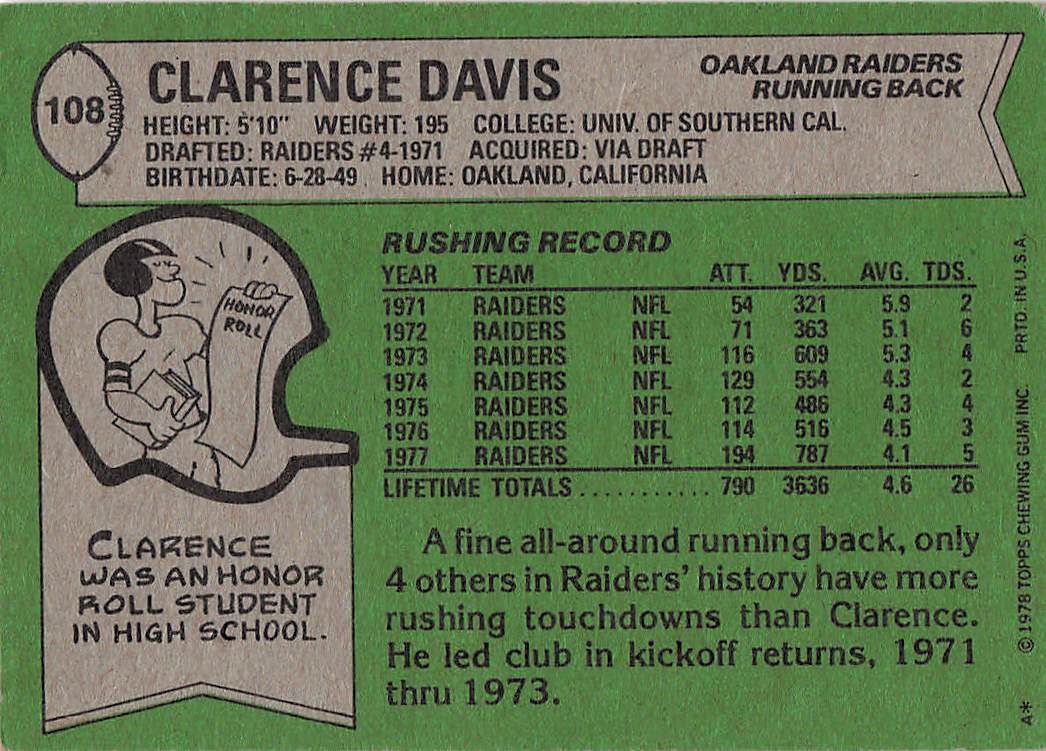 108
CLARENCE DAVIS
OAKLAND RAIDERS
RUNNING BACK
HEIGHT: 5'10" WEIGHT: 195 COLLEGE: UNIV. OF SOUTHERN CAL.
DRAFTED: RAIDERS #4-1971 ACQUIRED: VIA DRAFT
BIRTHDATE: 6-28-49 HOME: OAKLAND, CALIFORNIA
HONOR
ROLL
CLARENCE
WAS AN HONOR
ROLL STUDENT
IN HIGH SCHOOL.
RUSHING RECORD
YEAR TEAM ATT. YDS. AVG. TDS.
1971 RAIDERS NFL 54 321 5.9 2
1972 RAIDERS NFL 71 363 5.1 6
1973 RAIDERS NFL 116 609 5.3 4
1974 RAIDERS NFL 129 554 4.3 2
1975 RAIDERS NFL 112 486 4.3 4
1976 RAIDERS NFL 114 516 4.5 3
1977 RAIDERS NFL 194 787 4.1 5
LIFETIME TOTALS............ 790 3636 4.6 26
A fine all-around running back, only
4 others in Raiders' history have more
rushing touchdowns than Clarence.
He led club in kickoff returns, 1971
thru 1973.
A* © 1978 TOPPS CHEWING GUM INC. PRTD. IN U.S.A.